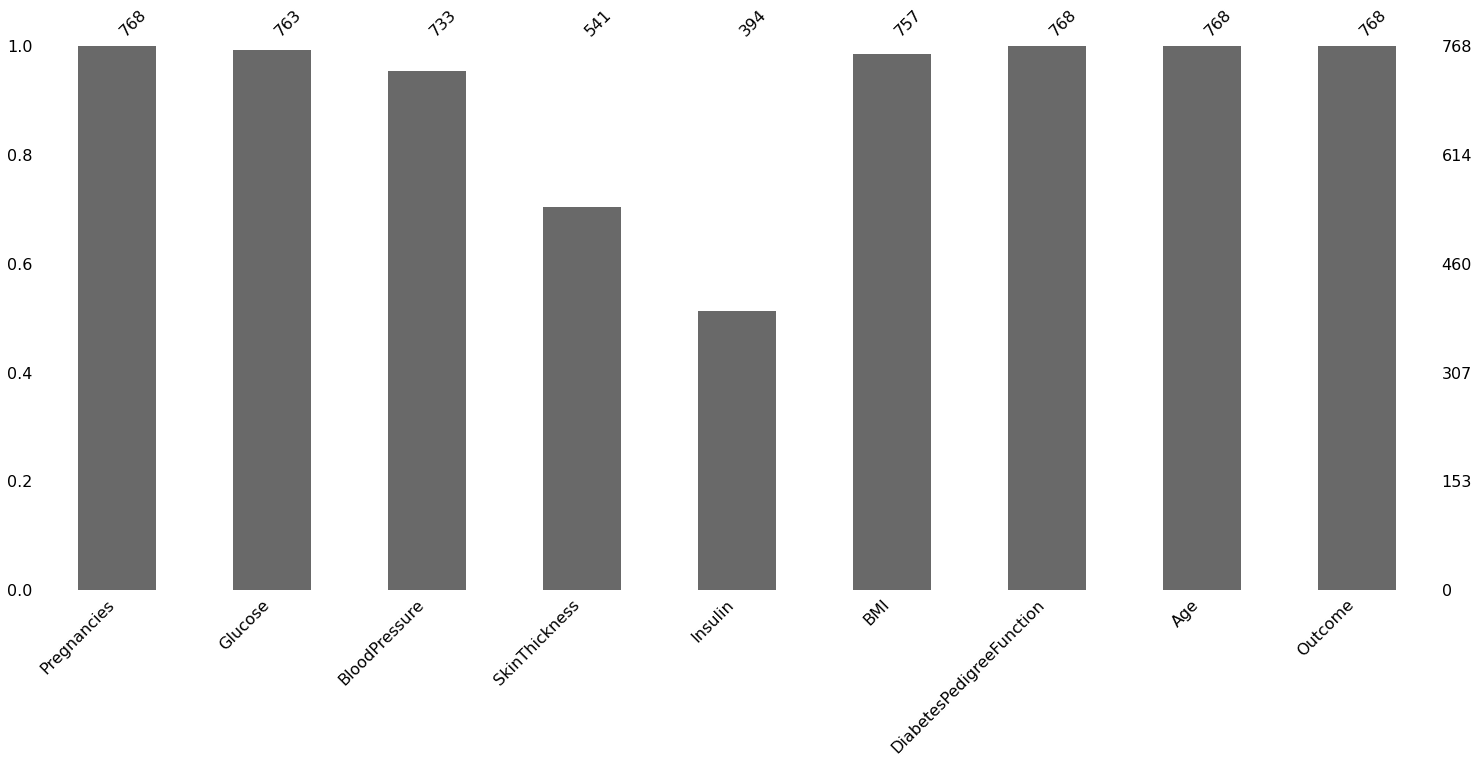 768 763 733 541 394 757 768 768 768
1.0 768
0.8 614
0.6 460
0.4 307
0.2 153
0.0 0
Pregnancies
Glucose
BloodPressure
SkinThickness
Insulin
BMI
DiabetesPedigreeFunction
Age
Outcome